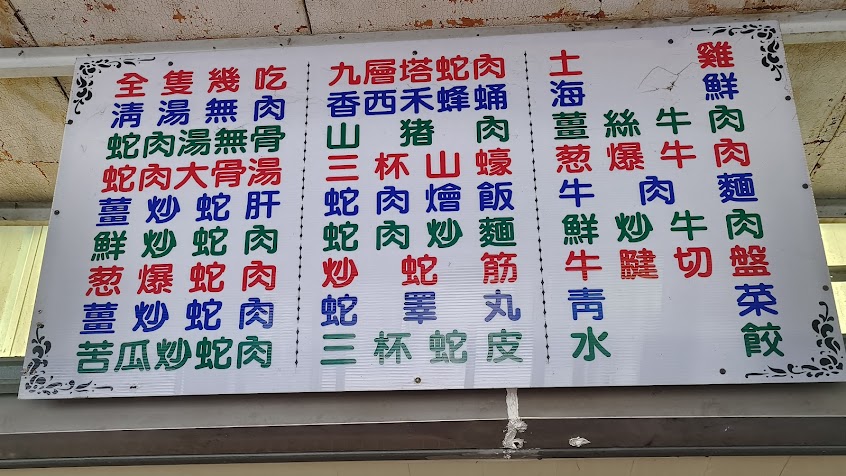 全隻幾吃
清湯無肉
蛇肉湯無骨
蛇肉大骨湯
薑炒蛇肝
鮮炒蛇肉
葱爆蛇肉
薑炒蛇肉
苦瓜炒蛇肉
九層塔蛇肉
香西禾蜂蛹
山猪肉
三杯山蠔
蛇肉燴飯
蛇肉炒麵
炒蛇筋
蛇睪丸
三杯蛇皮
土雞
海鮮
薑絲牛肉
葱爆牛肉
牛肉麵
鮮炒牛肉
牛腱切盤
青菜
水餃